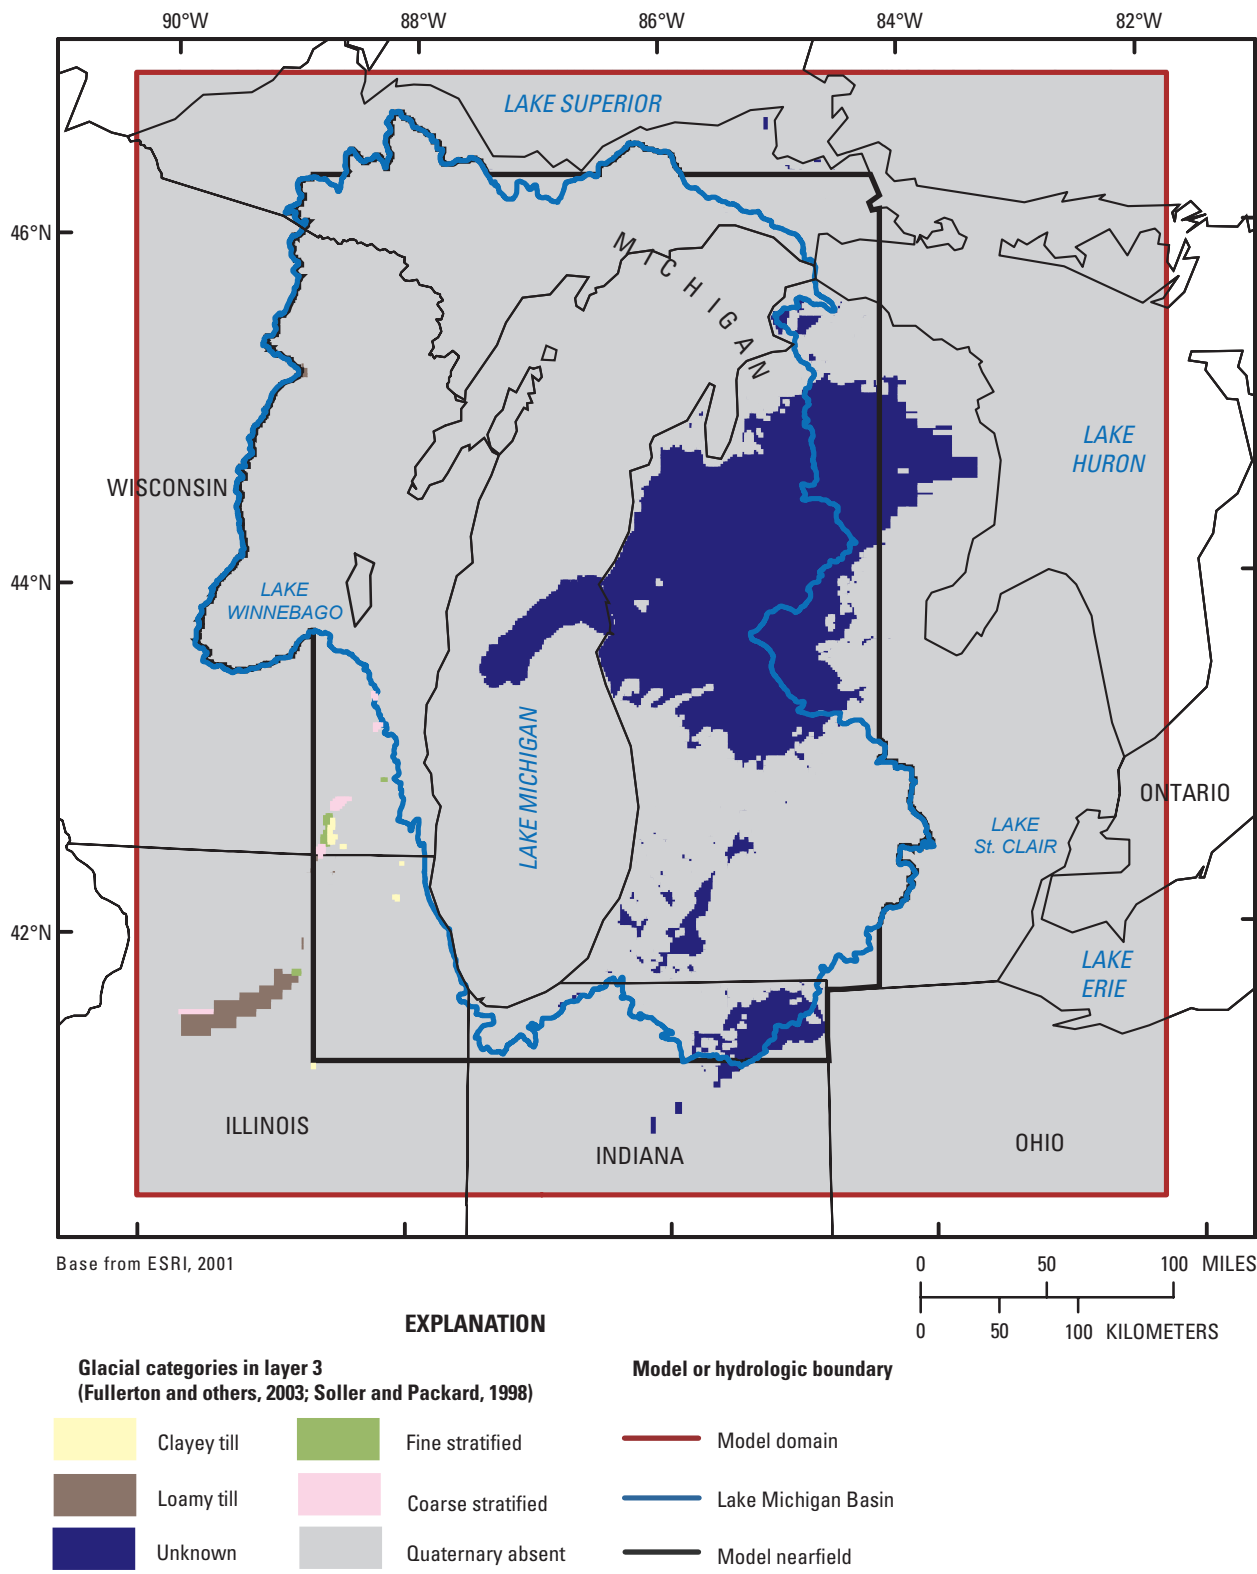 90°W 88°W 86°W 84°W 82°W
LAKE SUPERIOR
46°N
MICHIGAN
LAKE
HURON
WISCONSIN
44°N
LAKE
WINNEBAGO
LAKE MICHIGAN
ONTARIO
LAKE
St. CLAIR
42°N
LAKE
ERIE
ILLINOIS
INDIANA
OHIO
Base from ESRI, 2001
0 50 100 MILES
0 50 100 KILOMETERS
EXPLANATION
Glacial categories in layer 3
(Fullerton and others, 2003; Soller and Packard, 1998)
Model or hydrologic boundary
Clayey till
Fine stratified
Model domain
Loamy till
Coarse stratified
Lake Michigan Basin
Unknown
Quaternary absent
Model nearfield